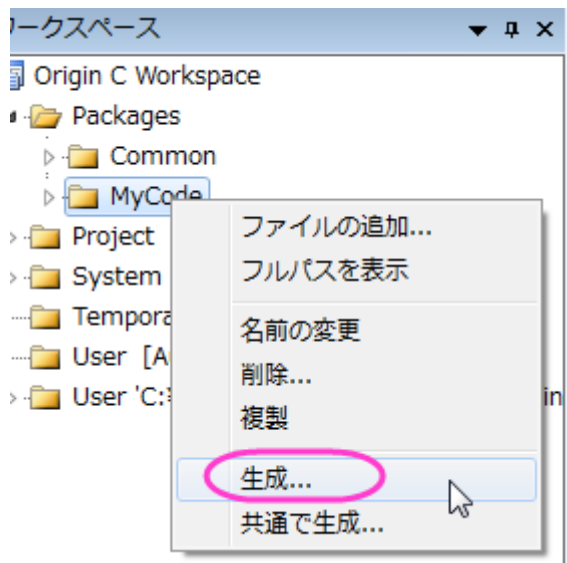 ワークスペース
Origin C Workspace
Packages
Common
MyCode
Project
System
Tempora
User [A
User 'C:¥
in
ファイルの追加...
フルパスを表示
名前の変更
削除...
複製
生成...
共通で生成...